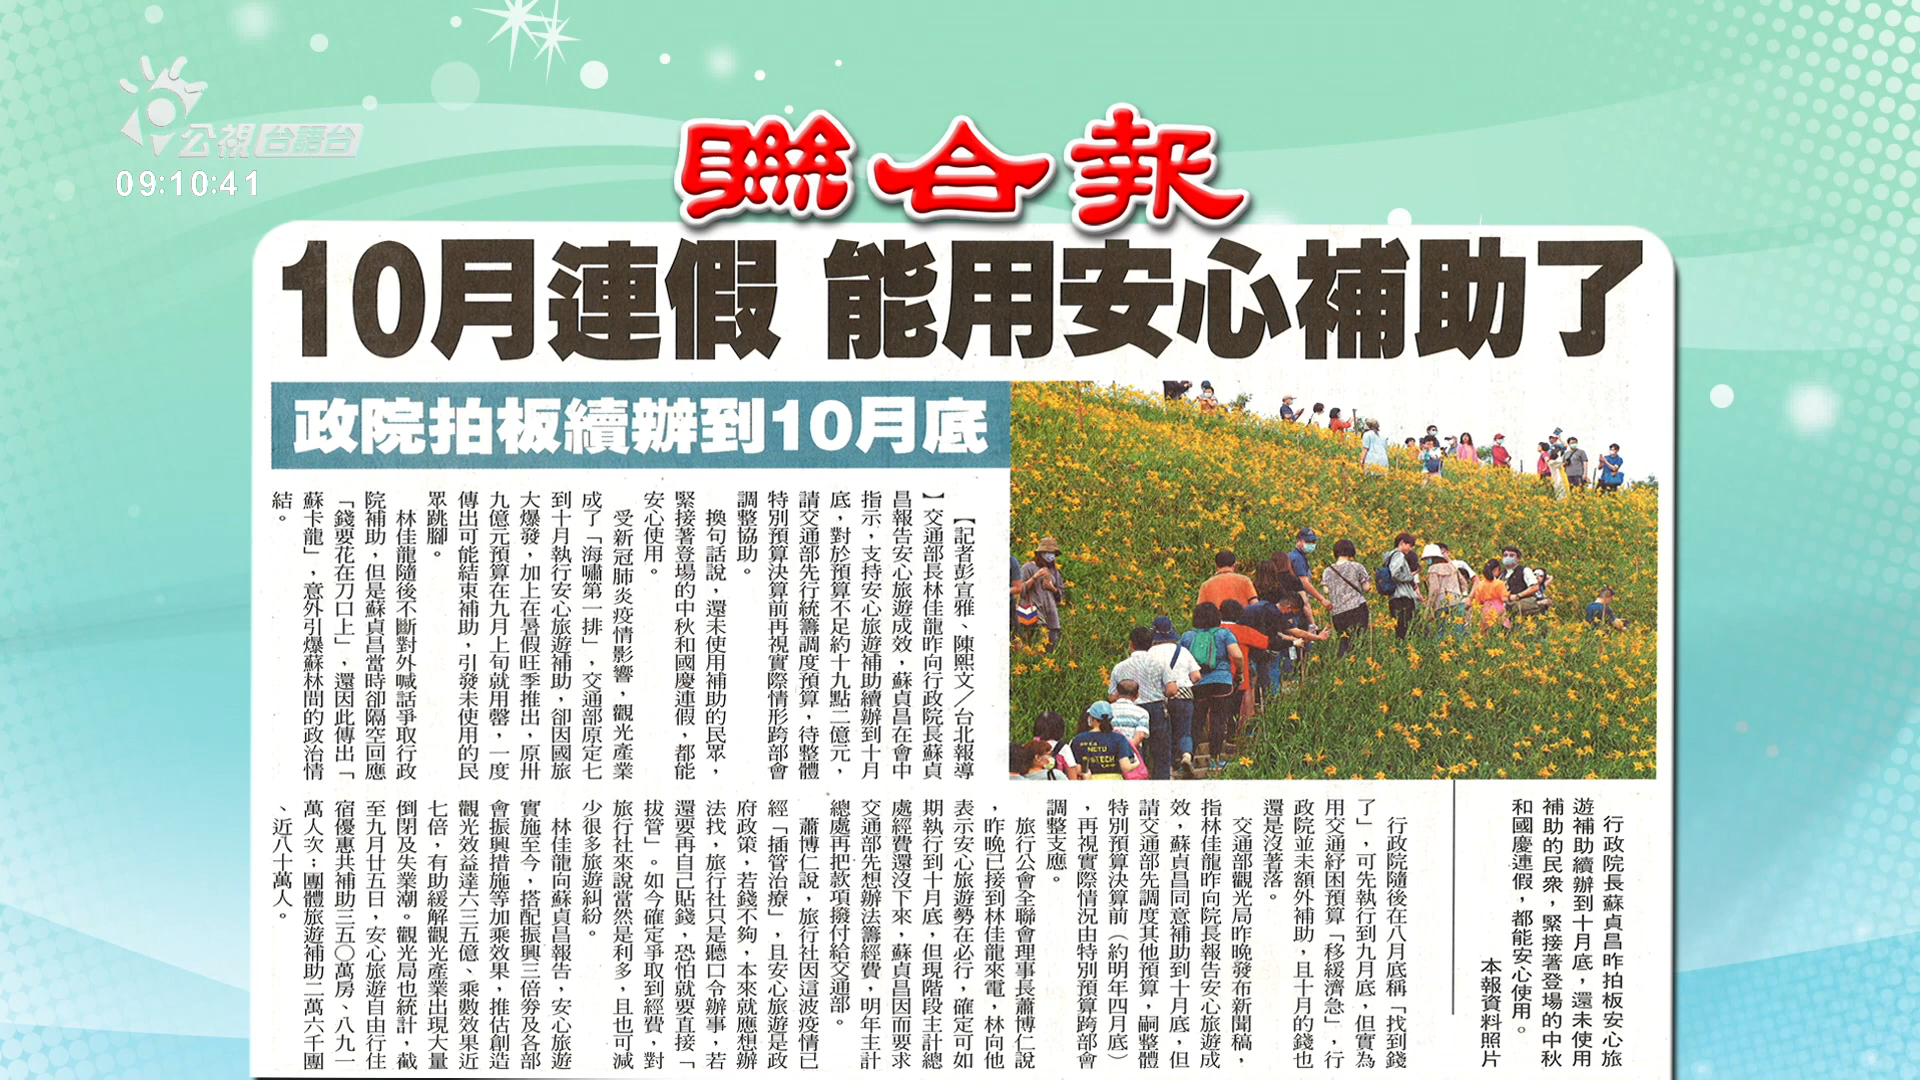 公視台語台
09:10:41
聯合報
10月連假 能用安心補助了
政院拍板續辦到10月底
【記者彭宣雅、陳熙文／台北報導
】交通部長林佳龍昨向行政院長蘇貞
昌報告安心旅遊成效，蘇貞昌在會中
指示，支持安心旅遊補助續辦到十月
底，對於預算不足約十九點二億元，
請交通部先行統籌調度預算，待整體
特別預算決算前再視實際情形跨部會
調整協助。
換句話說，還未使用補助的民眾，
緊接著登場的中秋和國慶連假，都能
安心使用。
受新冠肺炎疫情影響，觀光產業
成了「海嘯第一排」，交通部原定七
到十月執行安心旅遊補助，卻因國旅
大爆發，加上在暑假旺季推出，原卅
九億元預算在九月上旬就用罄，一度
傳出可能結束補助，引發未使用的民
眾跳腳。
林佳龍隨後不斷對外喊話爭取行政
院補助，但是蘇貞昌當時卻隔空回應
「錢要花在刀口上」，還因此傳出「
蘇卡龍」，意外引爆蘇林間的政治情
結。
行政院長蘇貞昌昨拍板安心旅
遊補助續辦到十月底，還未使用
補助的民眾，緊接著登場的中秋
和國慶連假，都能安心使用。
本報資料照片
行政院隨後在八月底稱「找到錢
了」，可先執行到九月底，但實為
用交通紓困預算「移緩濟急」，行
政院並未額外補助，且十月的錢也
還是沒著落。
交通部觀光局昨晚發布新聞稿，
指林佳龍昨向院長報告安心旅遊成
效，蘇貞昌同意補助到十月底，但
請交通部先調度其他預算，嗣整體
特別預算決算前（約明年四月底）
，再視實際情況由特別預算跨部會
調整支應。
旅行公會全聯會理事長蕭博仁說
，昨晚已接到林佳龍來電，林向他
表示安心旅遊勢在必行，確定可如
期執行到十月底，但現階段主計總
處經費還沒下來，蘇貞昌因而要求
交通部先想辦法籌經費，明年主計
總處再把款項撥付給交通部。
蕭博仁說，旅行社因這波疫情已
經「插管治療」，且安心旅遊是政
府政策，若錢不夠，本來就應想辦
法找，旅行社只是聽口令辦事，若
還要再自己貼錢，恐怕就要直接「
拔管」。如今確定爭取到經費，對
旅行社來說當然是利多，且也可減
少很多旅遊糾紛。
林佳龍向蘇貞昌報告，安心旅遊
實施至今，搭配振興三倍券及各部
會振興措施等加乘效果，推估創造
觀光效益達六三五億、乘數效果近
七倍，有助緩解觀光產業出現大量
倒閉及失業潮。觀光局也統計，截
至九月廿五日，安心旅遊自由行住
宿優惠共補助三五○萬房、八九一
萬人次；團體旅遊補助二萬六千團
、近八十萬人。